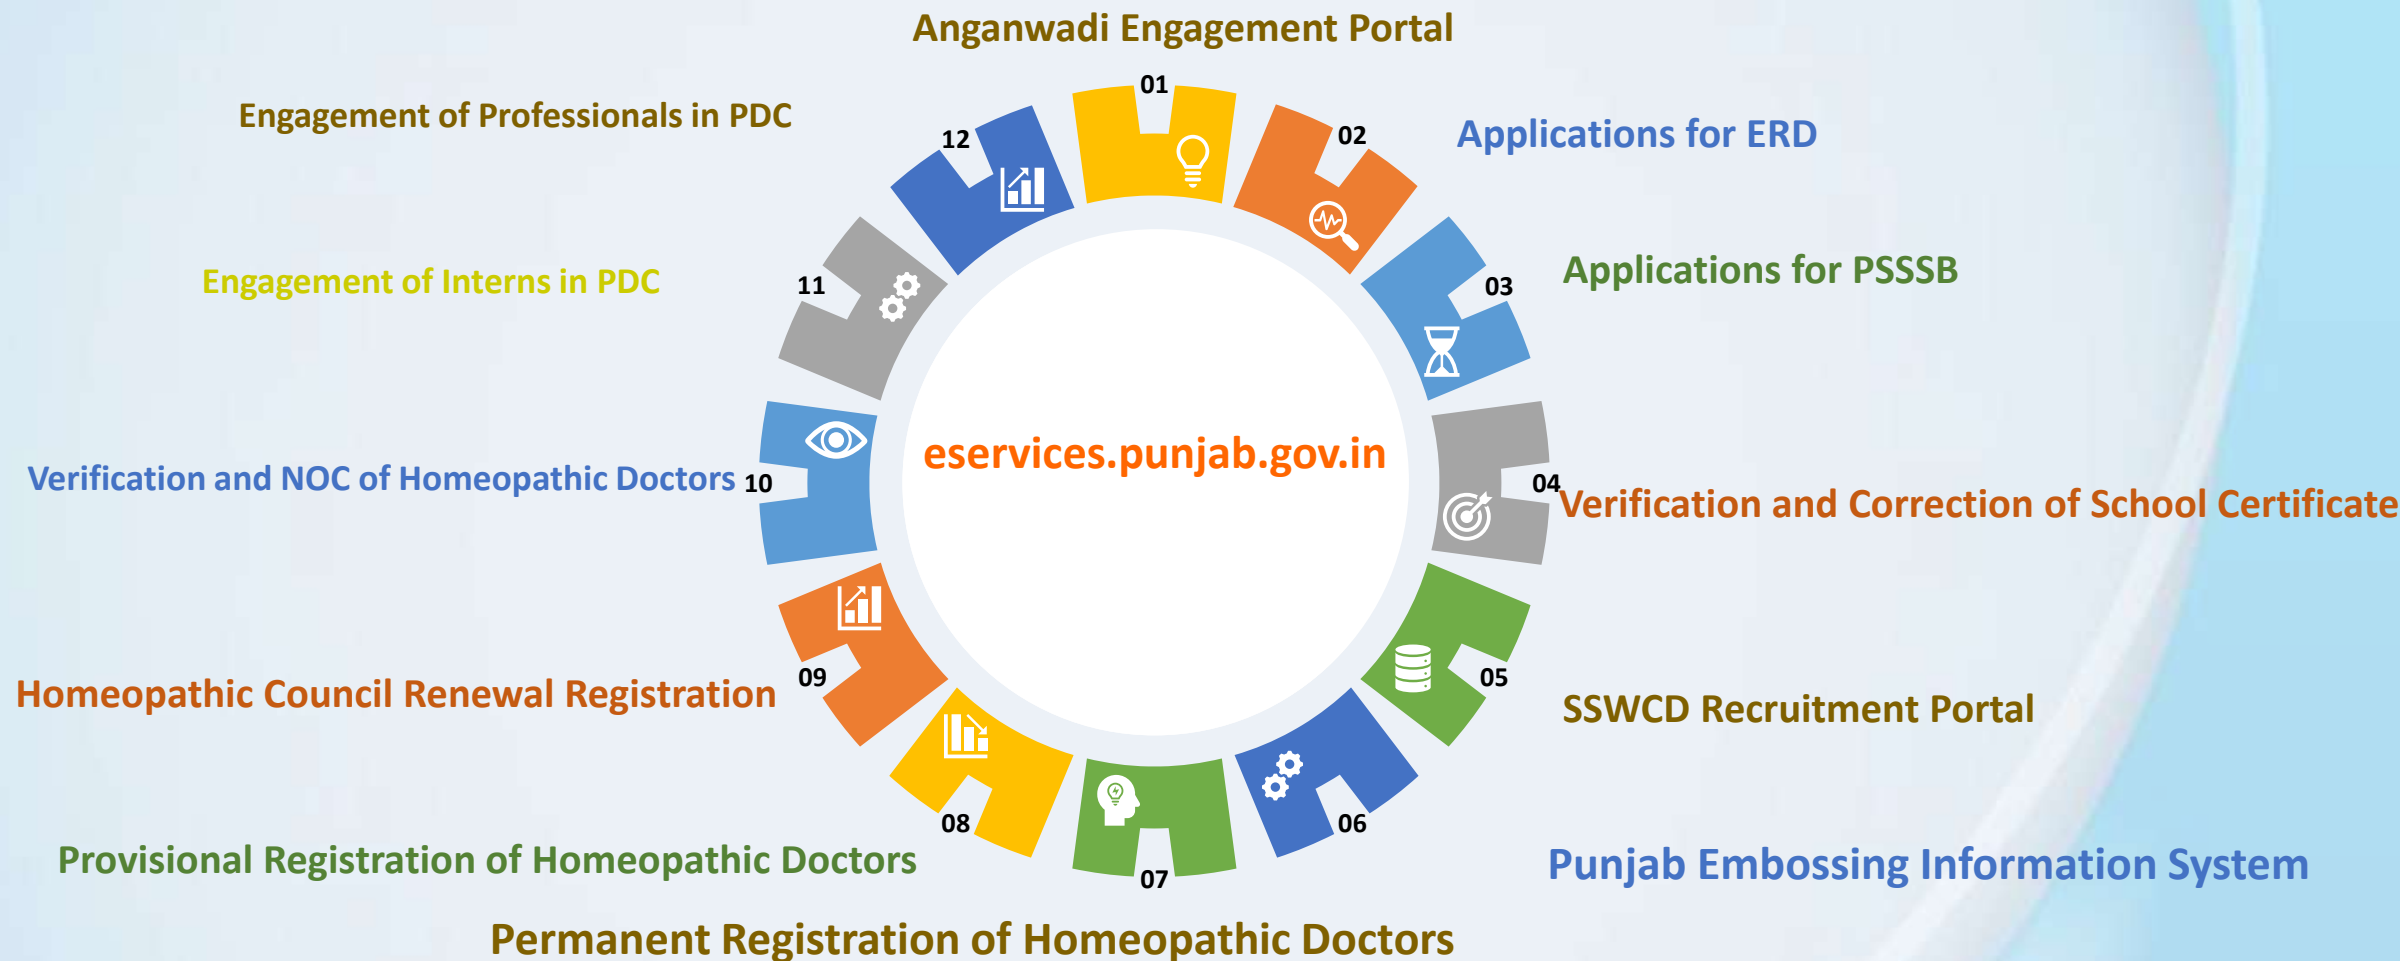 Anganwadi Engagement Portal
01
Engagement of Professionals in PDC
12
02
Applications for ERD
Engagement of Interns in PDC
11
03
Applications for PSSSB
eservices.punjab.gov.in
Verification and NOC of Homeopathic Doctors
10
04
Verification and Correction of School Certificate
Homeopathic Council Renewal Registration
09
05
SSWCD Recruitment Portal
Provisional Registration of Homeopathic Doctors
08
06
Punjab Embossing Information System
07
Permanent Registration of Homeopathic Doctors